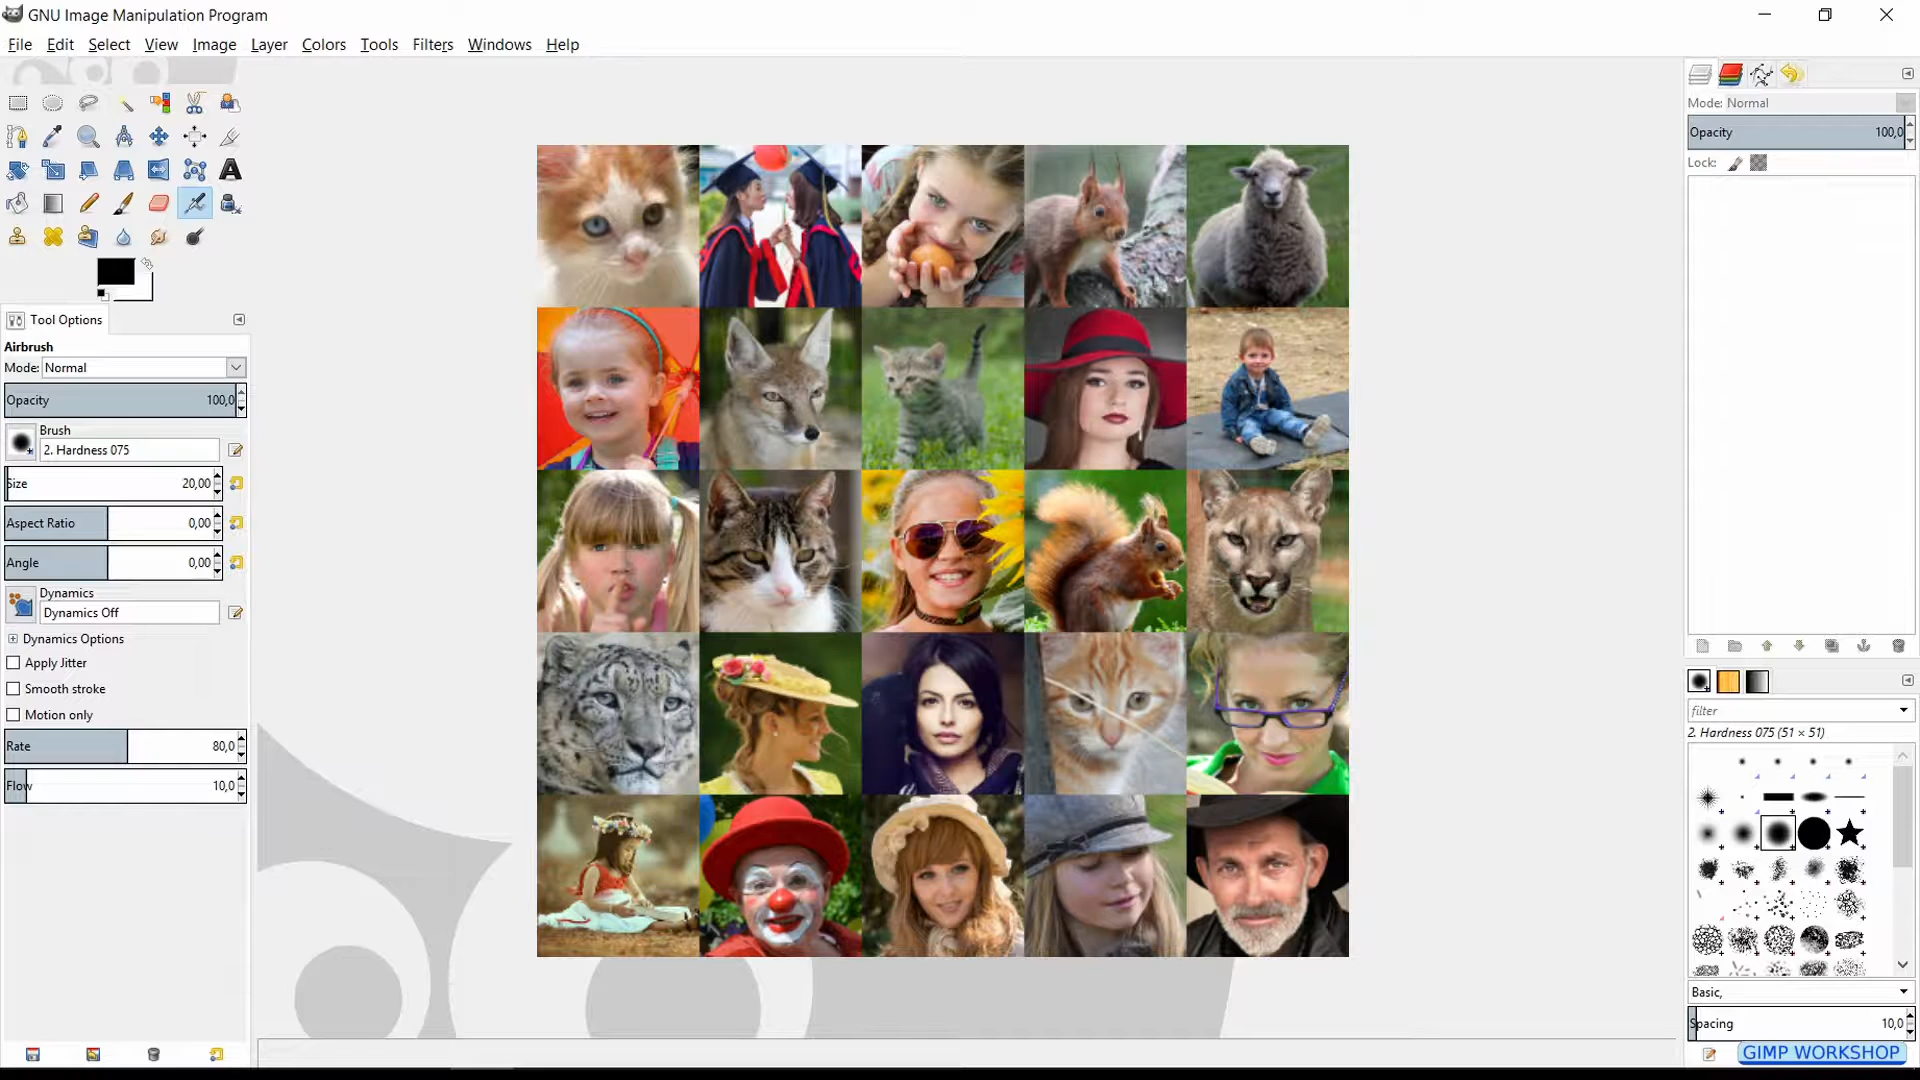 GNU Image Manipulation Program
File Edit Select View Image Layer Colors Tools Filters Windows Help
Tool Options
Airbrush
Mode: Normal
Opacity 100,0
Brush
2. Hardness 075
Size 20,00
Aspect Ratio 0,00
Angle 0,00
Dynamics
Dynamics Off
Dynamics Options
Apply Jitter
Smooth stroke
Motion only
Rate 80,0
Flow 10,0
Mode: Normal
Opacity 100,0
Lock:
filter
2. Hardness 075 (51 × 51)
Basic,
Spacing 10,0
GIMP WORKSHOP